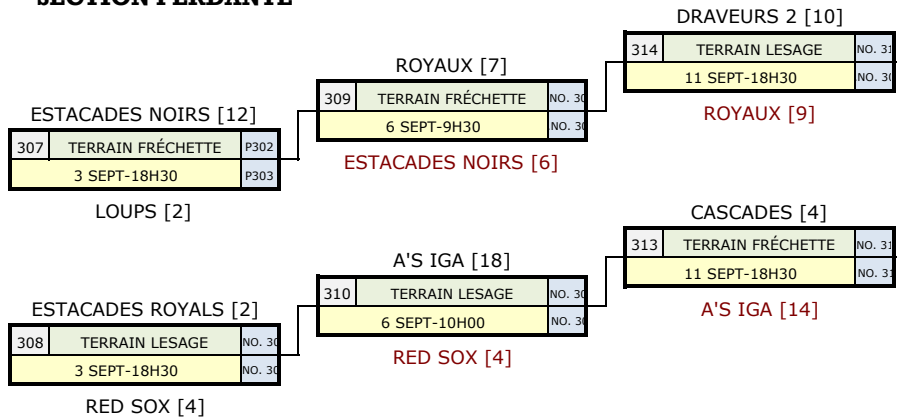 SECTION PERDANTE
DRAVEURS 2 [10]
314 TERRAIN LESAGE
11 SEPT-18H30
ROYAUX [9]
ROYAUX [7]
309 TERRAIN FRÉCHETTE
6 SEPT-9H30
ESTACADES NOIRS [6]
ESTACADES NOIRS [12]
307 TERRAIN FRÉCHETTE P302
3 SEPT-18H30 P303
LOUPS [2]
CASCADES [4]
313 TERRAIN FRÉCHETTE
11 SEPT-18H30
A'S IGA [14]
A'S IGA [18]
310 TERRAIN LESAGE
6 SEPT-10H00
RED SOX [4]
ESTACADES ROYALS [2]
308 TERRAIN LESAGE
3 SEPT-18H30
RED SOX [4]